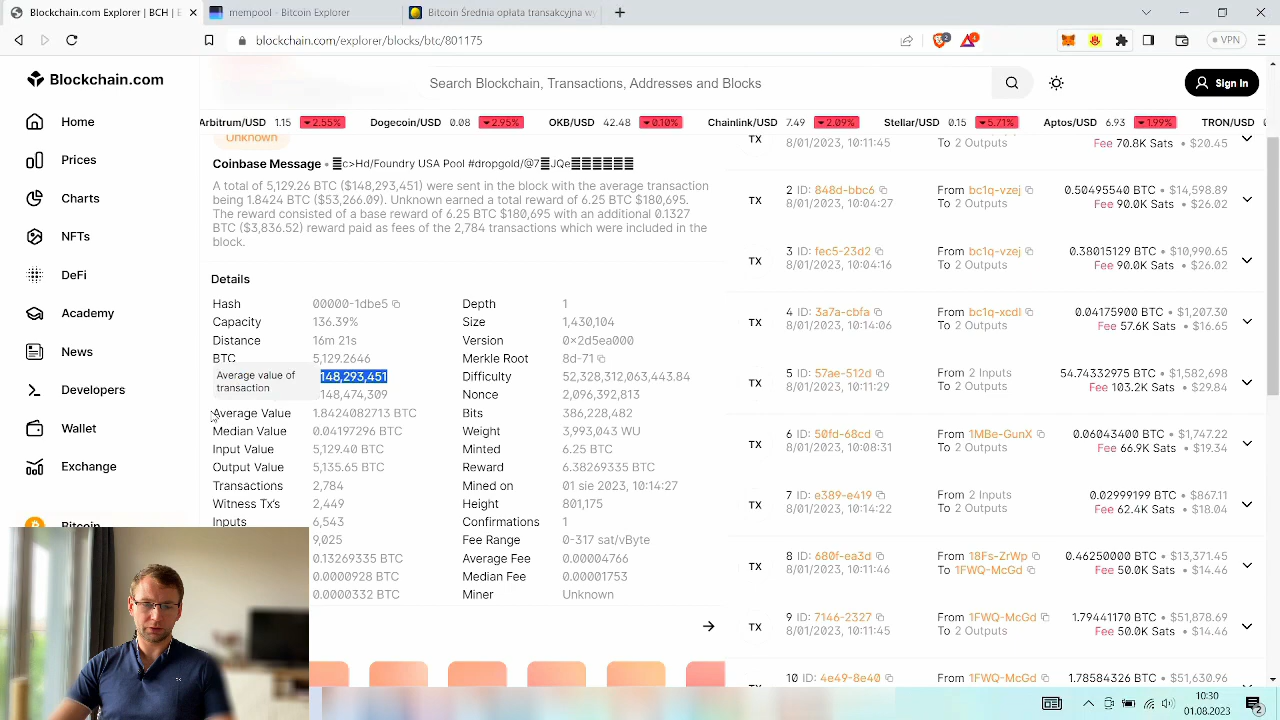 blockchain.com/explorer/blocks/btc/801175
VPN
Blockchain.com
Search Blockchain, Transactions, Addresses and Blocks
Sign In
Arbitrum/USD 1.15 2.55% Dogecoin/USD 0.08 2.95% OKB/USD 42.48 0.10% Chainlink/USD 7.49 2.09% Stellar/USD 0.15 5.71% Aptos/USD 6.93 1.99% TRON/USD 0.
Home
Prices
Charts
NFTs
DeFi
Academy
News
Developers
Wallet
Exchange
Bitcoin
Unknown
Coinbase Message • c>Hd/Foundry USA Pool #dropgold/@7 JQe
A total of 5,129.26 BTC ($148,293,451) were sent in the block with the average transaction
being 1.8424 BTC ($53,266.09). Unknown earned a total reward of 6.25 BTC $180,695.
The reward consisted of a base reward of 6.25 BTC $180,695 with an additional 0.1327
BTC ($3,836.52) reward paid as fees of the 2,784 transactions which were included in the
block.
Details
Hash 00000-1dbe5 Depth 1
Capacity 136.39% Size 1,430,104
Distance 16m 21s Version 0x2d5ea000
BTC 5,129.2646 Merkle Root 8d-71
148,293,451 Difficulty 52,328,312,063,443.84
148,474,309 Nonce 2,096,392,813
Average value of
transaction
Average Value 1.8424082713 BTC Bits 386,228,482
Median Value 0.04197296 BTC Weight 3,993,043 WU
Input Value 5,129.40 BTC Minted 6.25 BTC
Output Value 5,135.65 BTC Reward 6.38269335 BTC
Transactions 2,784 Mined on 01 sie 2023, 10:14:27
Witness Tx's 2,449 Height 801,175
Inputs 6,543 Confirmations 1
9,025 Fee Range 0-317 sat/vByte
0.13269335 BTC Average Fee 0.00004766
0.0000928 BTC Median Fee 0.00001753
0.0000332 BTC Miner Unknown
TX 8/01/2023, 10:11:45 To 2 Outputs Fee 70.8K Sats • $20.45
TX 2 ID: 848d-bbc6 From bc1q-vzej 0.50495540 BTC • $14,598.89
8/01/2023, 10:04:27 To 2 Outputs Fee 90.0K Sats • $26.02
TX 3 ID: fec5-23d2 From bc1q-vzej 0.38015129 BTC • $10,990.65
8/01/2023, 10:04:16 To 2 Outputs Fee 90.0K Sats • $26.02
TX 4 ID: 3a7a-cbfa From bc1q-xcdl 0.04175900 BTC • $1,207.30
8/01/2023, 10:14:06 To 2 Outputs Fee 57.6K Sats • $16.65
TX 5 ID: 57ae-512d From 2 Inputs 54.74332975 BTC • $1,582,698
8/01/2023, 10:11:29 To 2 Outputs Fee 103.2K Sats • $29.84
TX 6 ID: 50fd-68cd From 1MBe-GunX 0.06043400 BTC • $1,747.22
8/01/2023, 10:08:31 To 2 Outputs Fee 66.9K Sats • $19.34
TX 7 ID: e389-e419 From 2 Inputs 0.02999199 BTC • $867.11
8/01/2023, 10:14:22 To 2 Outputs Fee 62.4K Sats • $18.04
TX 8 ID: 680f-ea3d From 18Fs-ZrWp 0.46250000 BTC • $13,371.45
8/01/2023, 10:11:46 To 1FWQ-McGd Fee 50.0K Sats • $14.46
TX 9 ID: 7146-2327 From 1FWQ-McGd 1.79441170 BTC • $51,878.69
8/01/2023, 10:11:45 To 2 Outputs Fee 50.0K Sats • $14.46
10 ID: 4e49-8e40 From 1FWQ-McGd 1.78584326 BTC • $51,630.96
10:30
01.08.2023